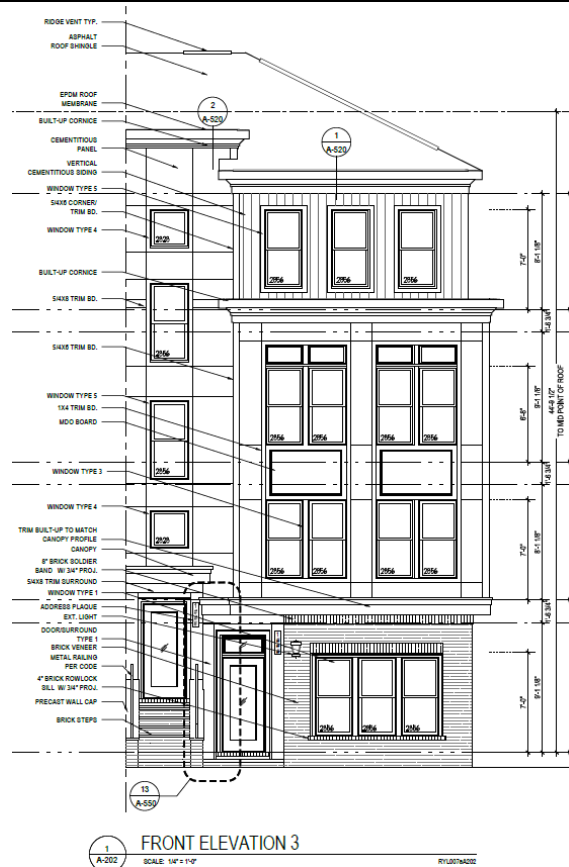 RIDGE VENT TYP.
ASPHALT
ROOF SHINGLE
EPDM ROOF
MEMBRANE
BUILT-UP CORNICE
CEMENTITIOUS
PANEL
VERTICAL
CEMENTITIOUS SIDING
WINDOW TYPE 5
5/4X6 CORNER/
TRIM BD.
WINDOW TYPE 4
BUILT-UP CORNICE
5/4X8 TRIM BD.
5/4X6 TRIM BD.
WINDOW TYPE 5
1X4 TRIM BD.
MDO BOARD
WINDOW TYPE 3
WINDOW TYPE 4
TRIM BUILT-UP TO MATCH
CANOPY PROFILE
CANOPY
8" BRICK SOLDIER
BAND W/ 3/4" PROJ.
5/4X8 TRIM SURROUND
WINDOW TYPE 1
ADDRESS PLAQUE
EXT. LIGHT
DOOR/SURROUND
TYPE 1
BRICK VENEER
METAL RAILING
PER CODE
4" BRICK ROWLOCK
SILL W/ 3/4" PROJ.
PRECAST WALL CAP
BRICK STEPS
2
A-520
1
A-520
2828
2856
2856
2828
2856 2856 2856
2856 2856 2856 2856
2856 2856 2856 2856
2856 2856 2856
7'-0"
8'-1 1/8"
1'-6 3/4"
6'-8"
9'-1 1/8"
44'-9 1/2"
TO MID POINT OF ROOF
1'-6 3/4"
7'-0"
8'-1 1/8"
1'-6 3/4"
7'-0"
9'-1 1/8"
13
A-550
1
A-202
FRONT ELEVATION 3
SCALE: 1/4" = 1'-0"
RYL007aA202